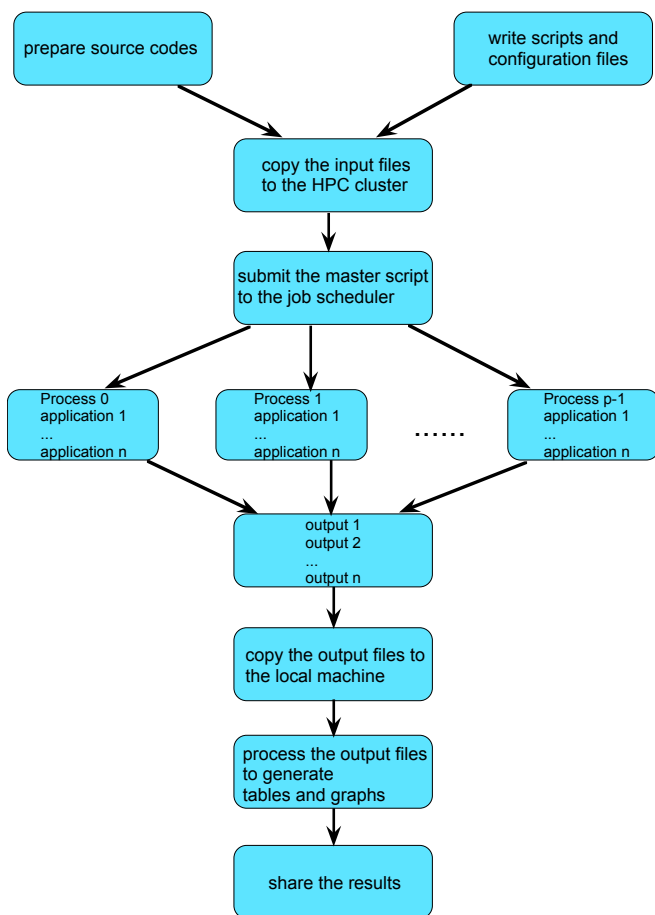 prepare source codes
write scripts and
configuration files
copy the input files
to the HPC cluster
submit the master script
to the job scheduler
Process 0
application 1
...
application n
Process 1
application 1
...
application n
......
Process p-1
application 1
...
application n
output 1
output 2
...
output n
copy the output files to
the local machine
process the output files
to generate
tables and graphs
share the results